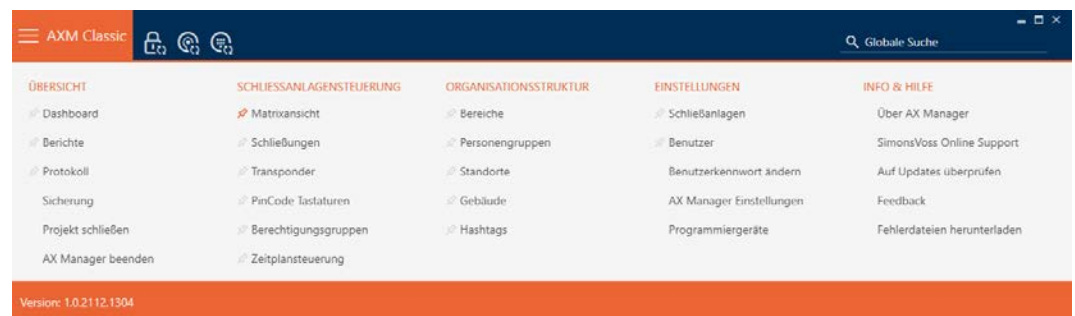 AXM Classic
Globale Suche
ÜBERSICHT
Dashboard
Berichte
Protokoll
Sicherung
Projekt schließen
AX Manager beenden
SCHLIESSANLAGENSTEUERUNG
Matrixansicht
Schließungen
Transponder
PinCode Tastaturen
Berechtigungsgruppen
Zeitplansteuerung
ORGANISATIONSSTRUKTUR
Bereiche
Personengruppen
Standorte
Gebäude
Hashtags
EINSTELLUNGEN
Schließanlagen
Benutzer
Benutzerkennwort ändern
AX Manager Einstellungen
Programmiergeräte
INFO & HILFE
Über AX Manager
SimonsVoss Online Support
Auf Updates überprüfen
Feedback
Fehlerdateien herunterladen
Version: 1.0.2112.1304